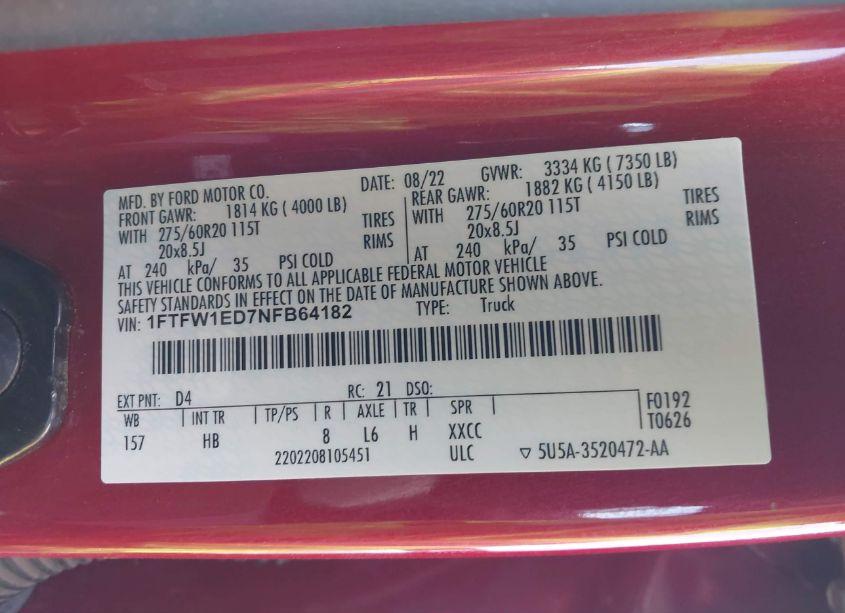 MFD. BY FORD MOTOR CO. DATE: 08/22 GVWR: 3334 KG ( 7350 LB)
FRONT GAWR: 1814 KG ( 4000 LB) REAR GAWR: 1882 KG ( 4150 LB)
WITH 275/60R20 115T TIRES WITH 275/60R20 115T TIRES
20x8.5J RIMS 20x8.5J RIMS
AT 240 kPa/ 35 PSI COLD AT 240 kPa/ 35 PSI COLD
THIS VEHICLE CONFORMS TO ALL APPLICABLE FEDERAL MOTOR VEHICLE
SAFETY STANDARDS IN EFFECT ON THE DATE OF MANUFACTURE SHOWN ABOVE.
VIN: 1FTFW1ED7NFB64182 TYPE: Truck
EXT PNT: D4 RC: 21 DSO:
WB INT TR TP/PS R AXLE TR SPR F0192
157 HB 8 L6 H XXCC T0626
2202208105451 ULC ▽ 5U5A-3520472-AA